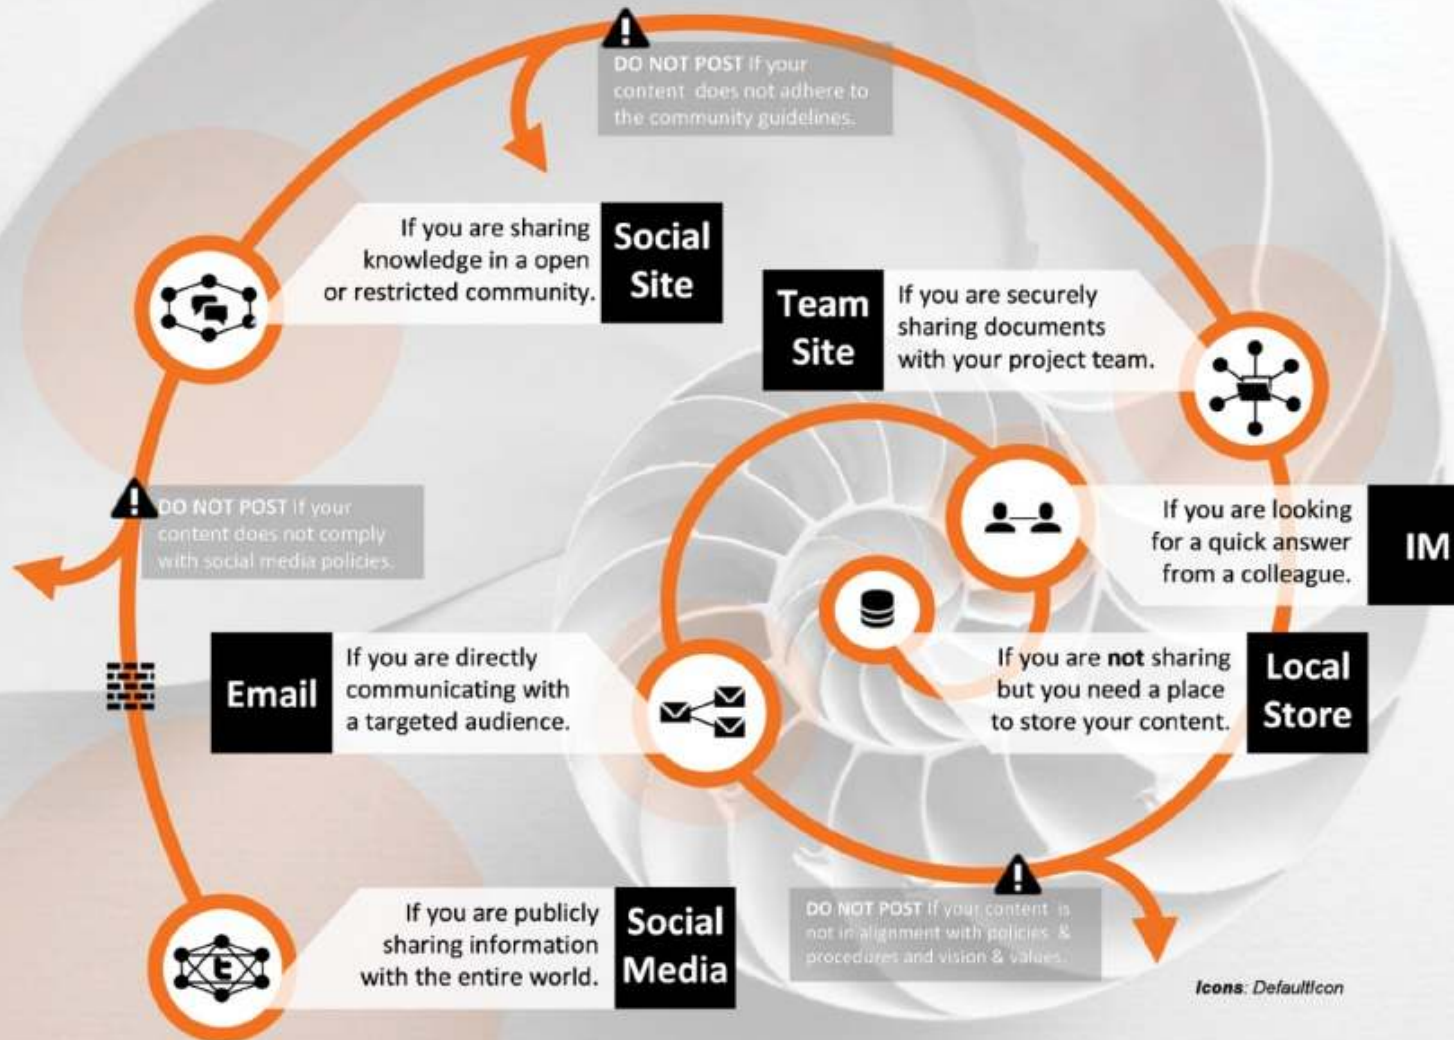 DO NOT POST If your
content does not adhere to
the community guidelines.
If you are sharing
knowledge in a open
or restricted community.
Social
Site
Team
Site
If you are securely
sharing documents
with your project team.
DO NOT POST If your
content does not comply
with social media policies.
If you are looking
for a quick answer
from a colleague.
IM
Email
If you are directly
communicating with
a targeted audience.
If you are not sharing
but you need a place
to store your content.
Local
Store
If you are publicly
sharing information
with the entire world.
Social
Media
DO NOT POST If your content is
not in alignment with policies &
procedures and vision & values.
Icons: DefaultIcon
t